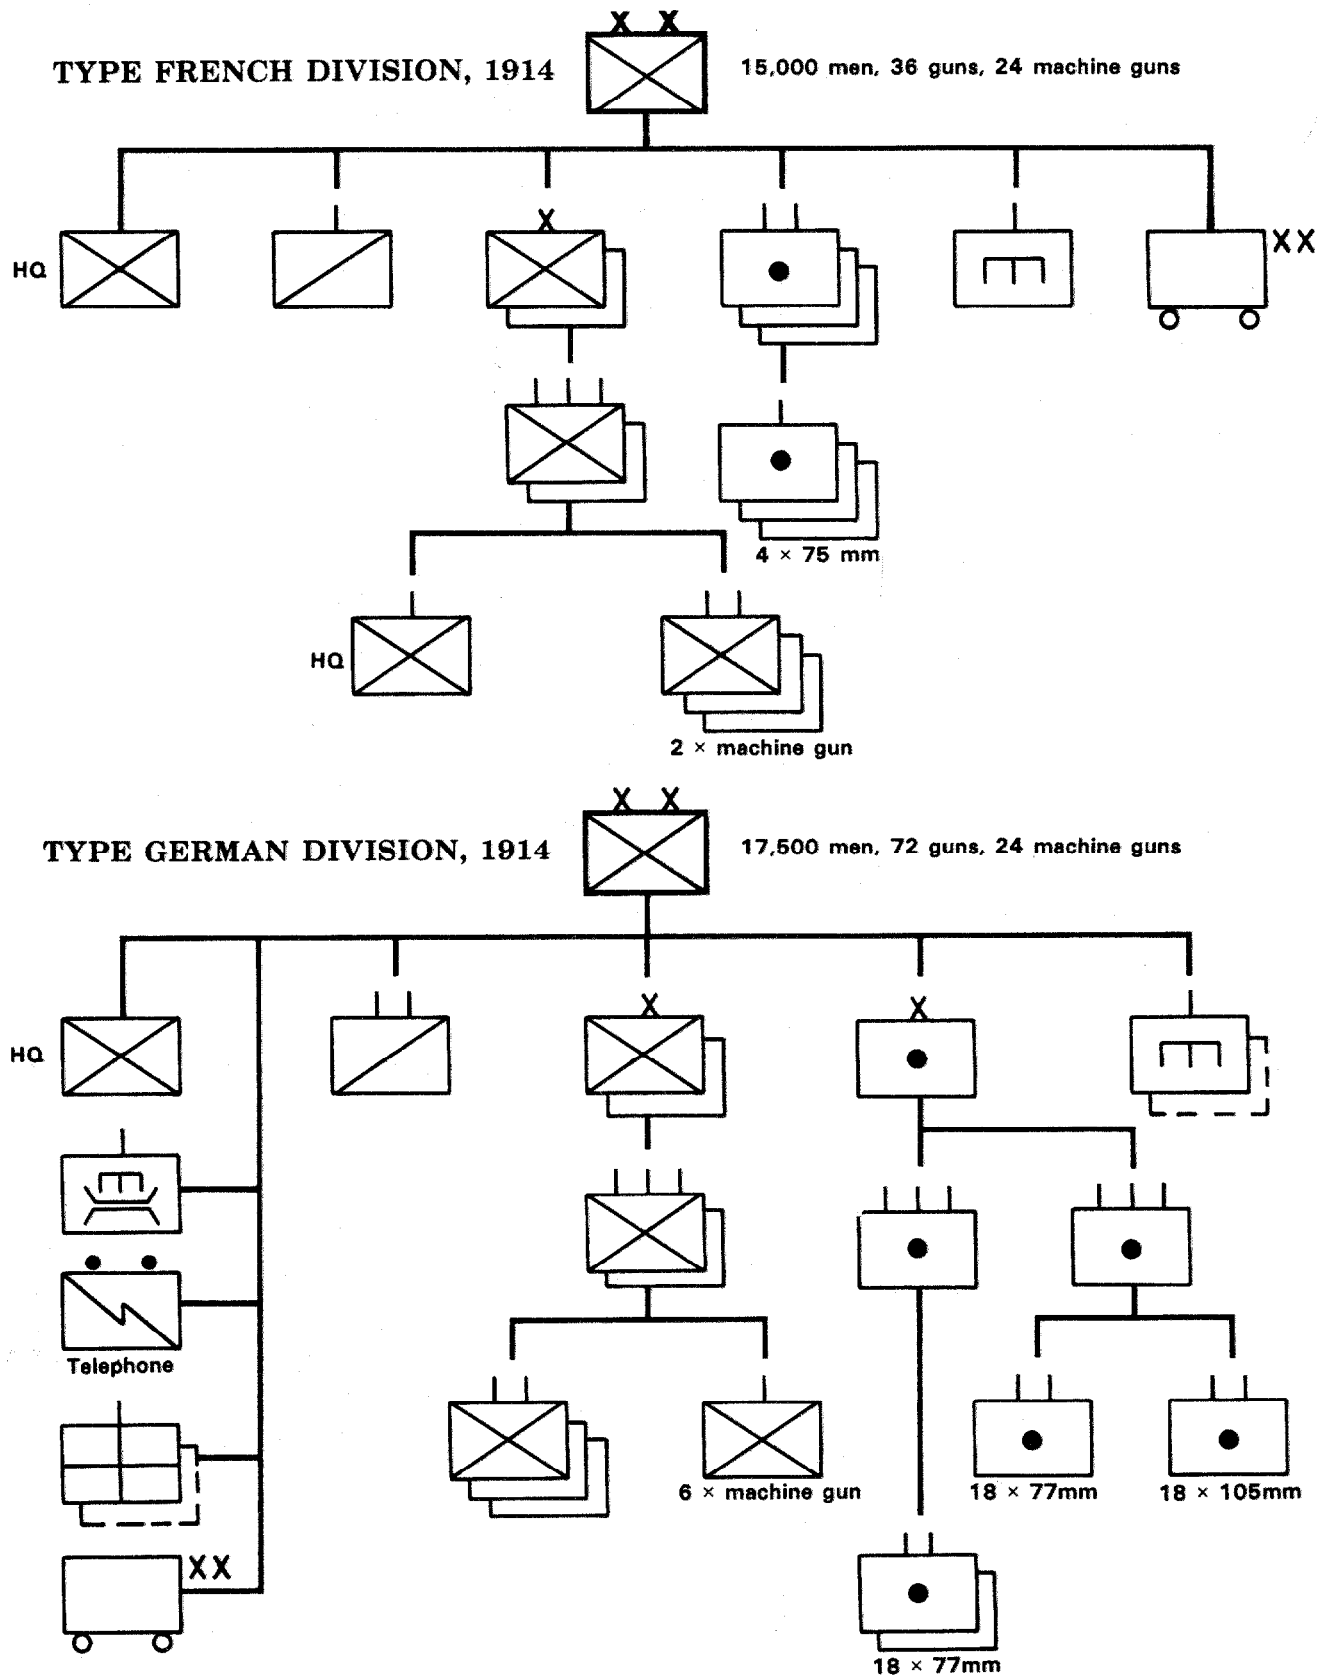 X X
TYPE FRENCH DIVISION, 1914
15,000 men, 36 guns, 24 machine guns
HQ
X
XX
4 × 75 mm
HQ
2 × machine gun
X X
TYPE GERMAN DIVISION, 1914
17,500 men, 72 guns, 24 machine guns
HQ
X
X
Telephone
6 × machine gun
18 × 77mm
18 × 105mm
XX
18 × 77mm